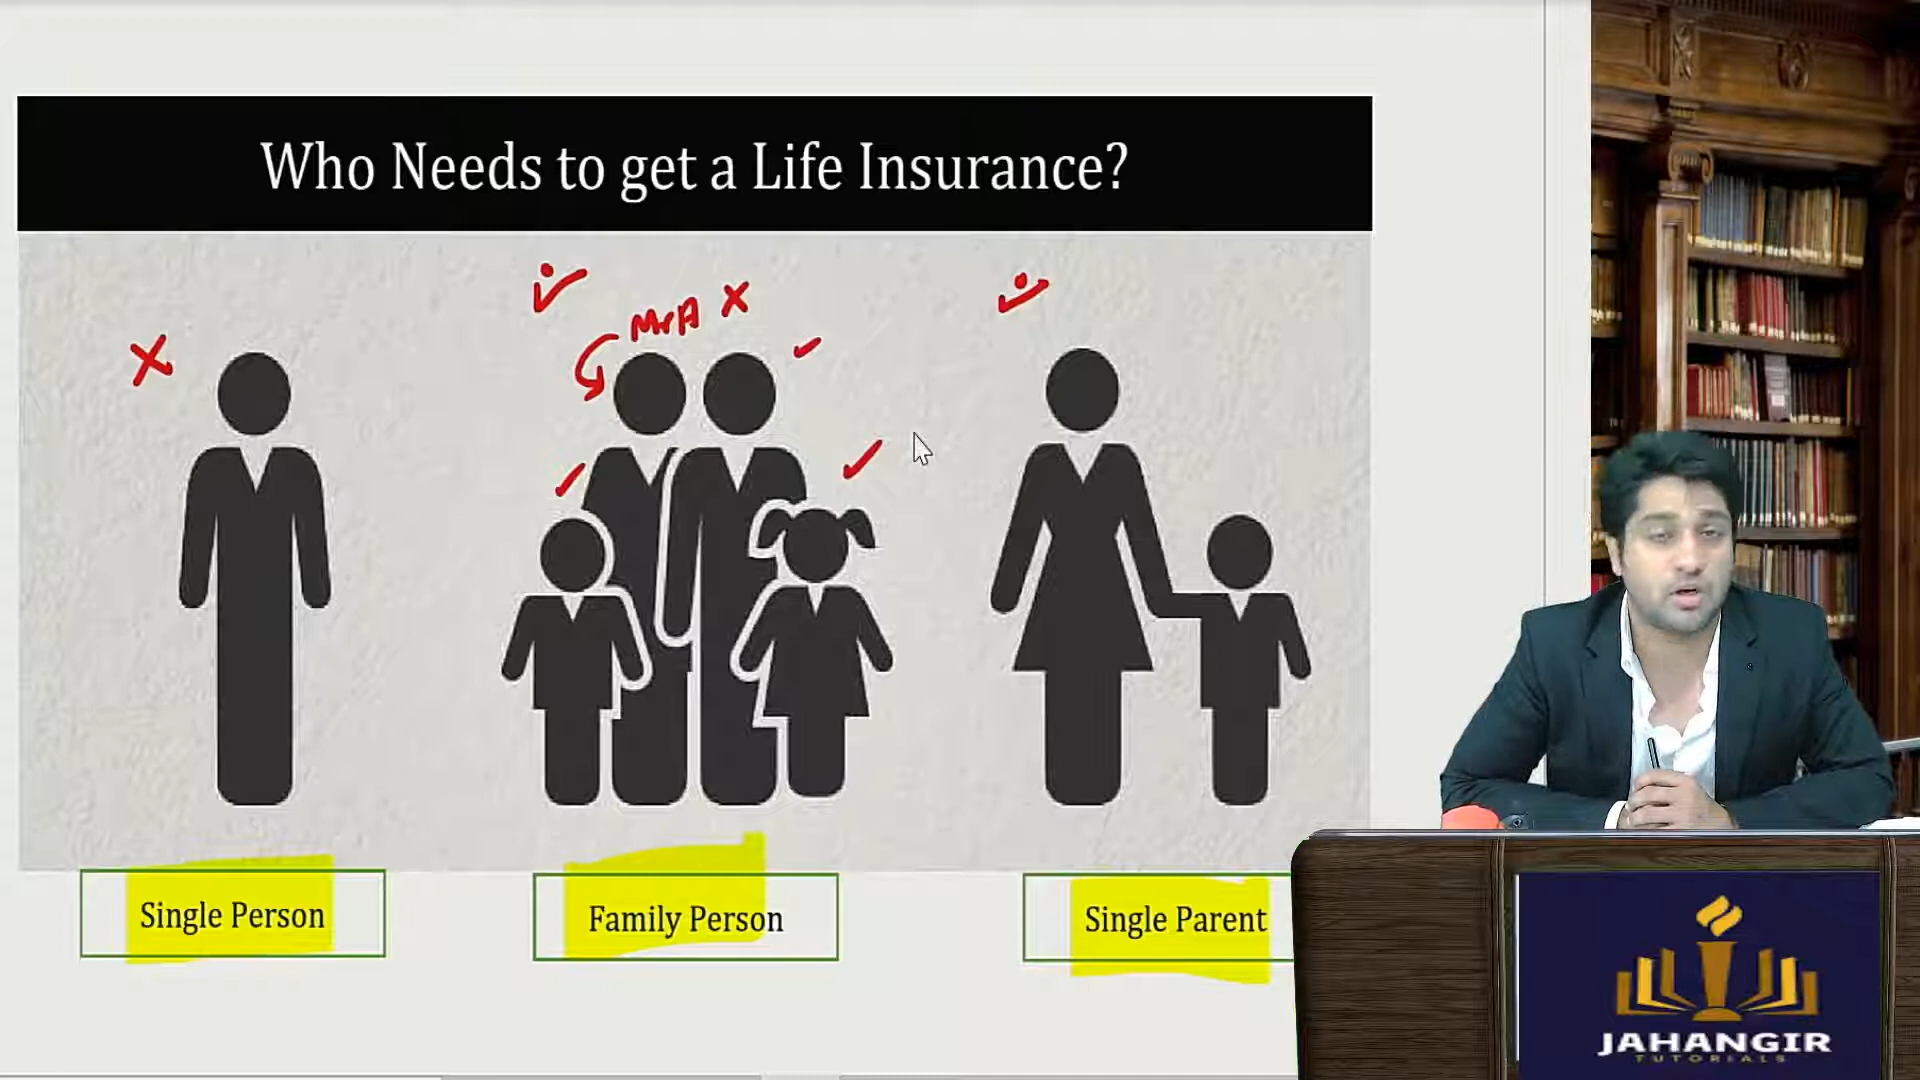 Who Needs to get a Life Insurance?
MrA
Single Person
Family Person
Single Parent
JAHANGIR
TUTORIALS